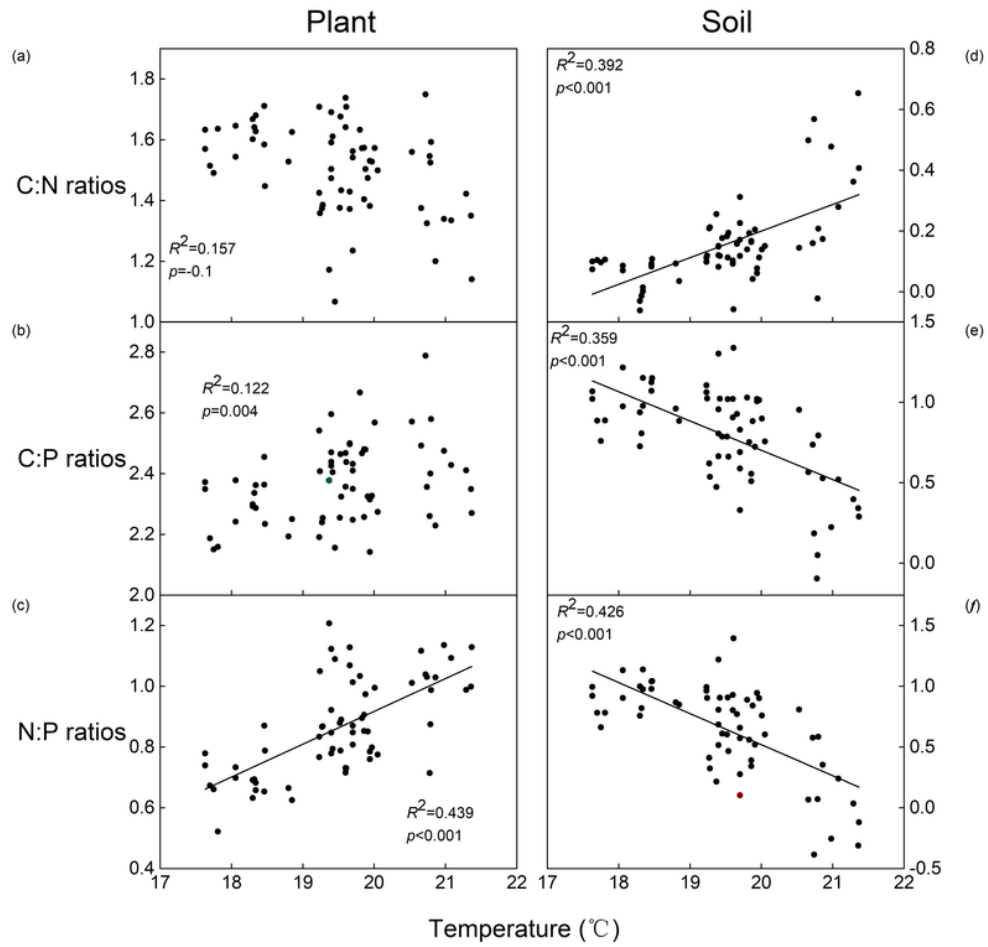 Plant
Soil
(a)
C:N ratios
1.8
1.6
1.4
1.2
1.0
R²=0.157
p=-0.1
(d)
0.8
0.6
0.4
0.2
0.0
R²=0.392
p<0.001
(b)
C:P ratios
2.8
2.6
2.4
2.2
2.0
R²=0.122
p=0.004
(e)
1.5
1.0
0.5
0.0
R²=0.359
p<0.001
(c)
N:P ratios
1.2
1.0
0.8
0.6
0.4
R²=0.439
p<0.001
(f)
1.5
1.0
0.5
0.0
-0.5
R²=0.426
p<0.001
17 18 19 20 21 22
17 18 19 20 21 22
Temperature (℃)